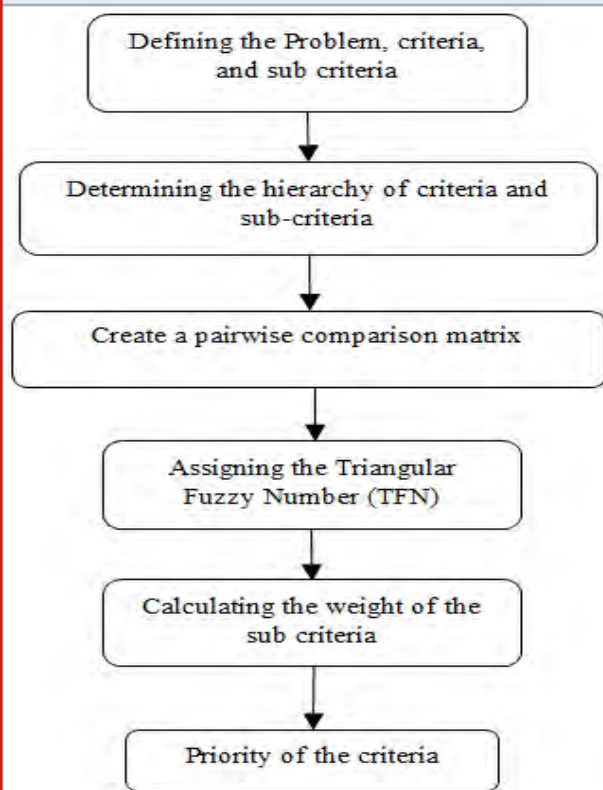 Defining the Problem, criteria,
and sub criteria
Determining the hierarchy of criteria and
sub-criteria
Create a pairwise comparison matrix
Assigning the Triangular
Fuzzy Number (TFN)
Calculating the weight of the
sub criteria
Priority of the criteria